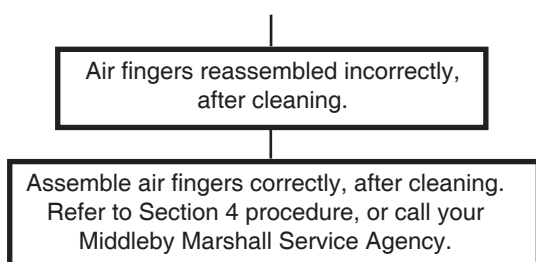 Air fingers reassembled incorrectly,
after cleaning.
Assemble air fingers correctly, after cleaning.
Refer to Section 4 procedure, or call your
Middleby Marshall Service Agency.